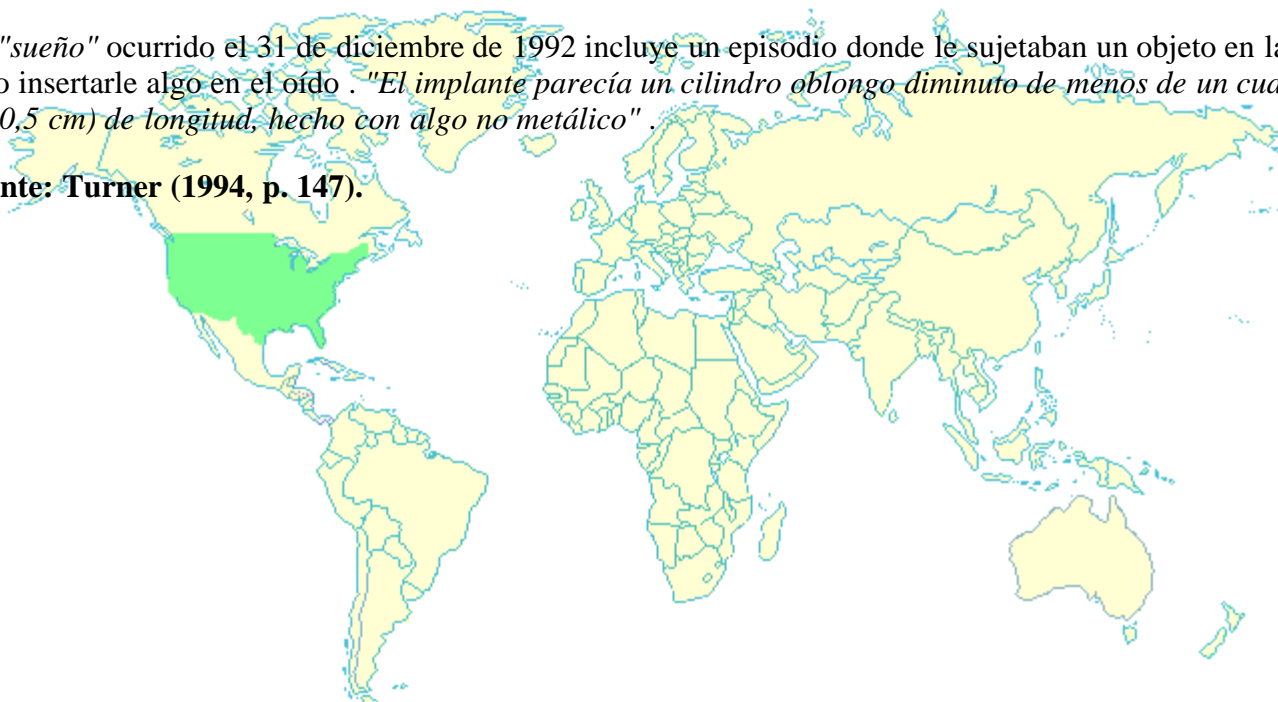 "sueño" ocurrido el 31 de diciembre de 1992 incluye un episodio donde le sujetaban un objeto en la
o insertarle algo en el oído . "El implante parecía un cilindro oblongo diminuto de menos de un cua
0,5 cm) de longitud, hecho con algo no metálico" .
nte: Turner (1994, p. 147).